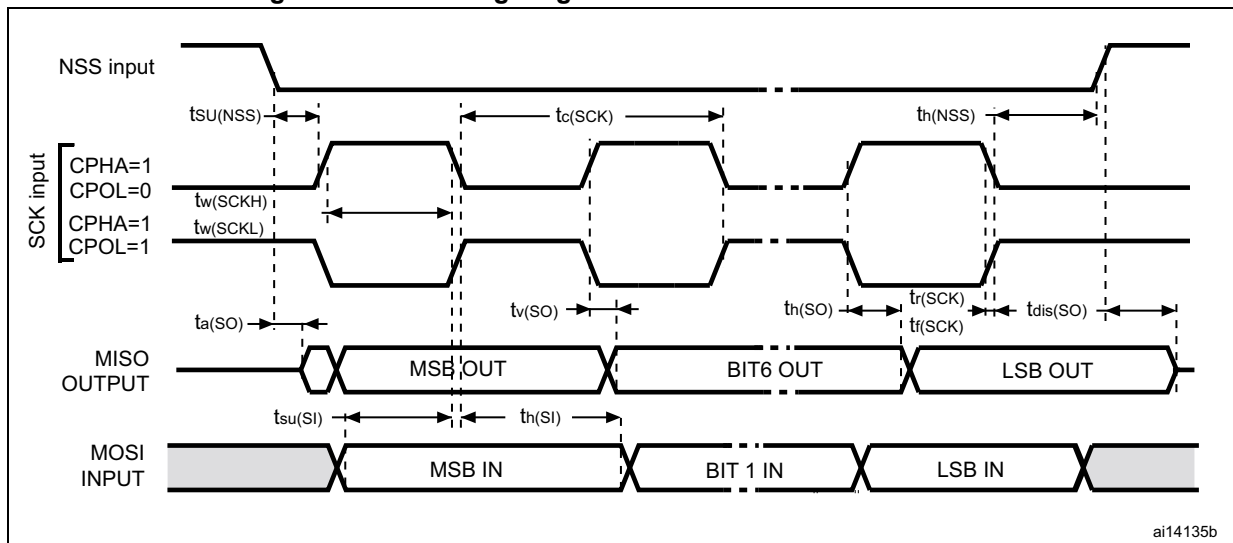 NSS input
tSU(NSS)
tc(SCK)
th(NSS)
SCK input
CPHA=1
CPOL=0
tw(SCKH)
CPHA=1
tw(SCKL)
CPOL=1
ta(SO)
tv(SO)
th(SO)
tr(SCK)
tf(SCK)
tdis(SO)
MISO
OUTPUT
MSB OUT
BIT6 OUT
LSB OUT
tsu(SI)
th(SI)
MOSI
INPUT
MSB IN
BIT 1 IN
LSB IN
ai14135b